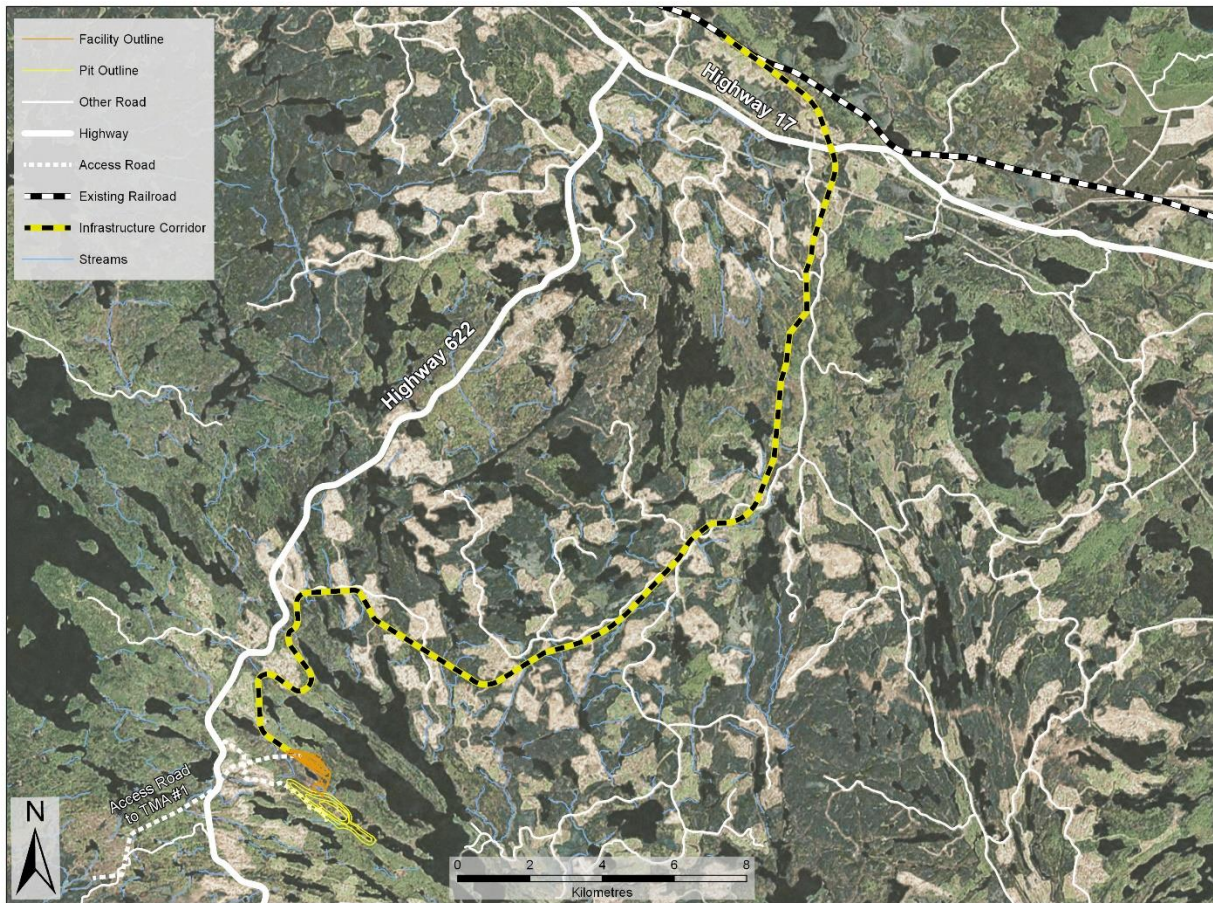 Facility Outline
Pit Outline
Other Road
Highway
Access Road
Existing Railroad
Infrastructure Corridor
Streams
Highway 17
Highway 622
Access Road
to TMA #1
N
0 2 4 6 8
Kilometres